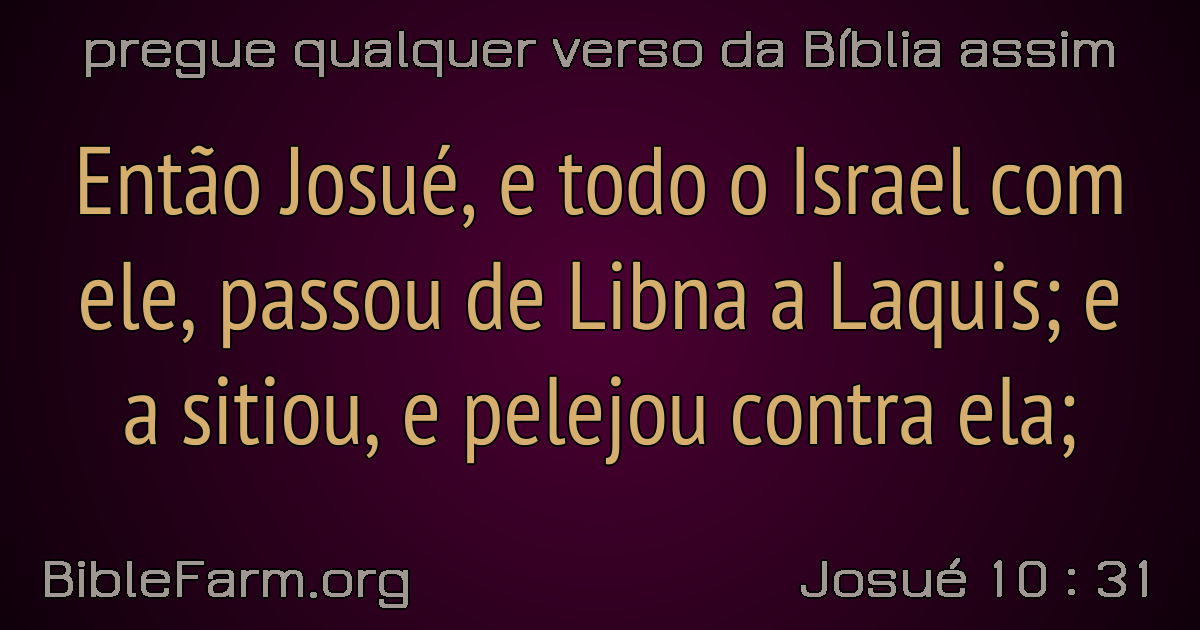 pregue qualquer verso da Bíblia assim
Então Josué, e todo o Israel com
ele, passou de Libna a Laquis; e
a sitiou, e pelejou contra ela;
BibleFarm.org
Josué 10 : 31